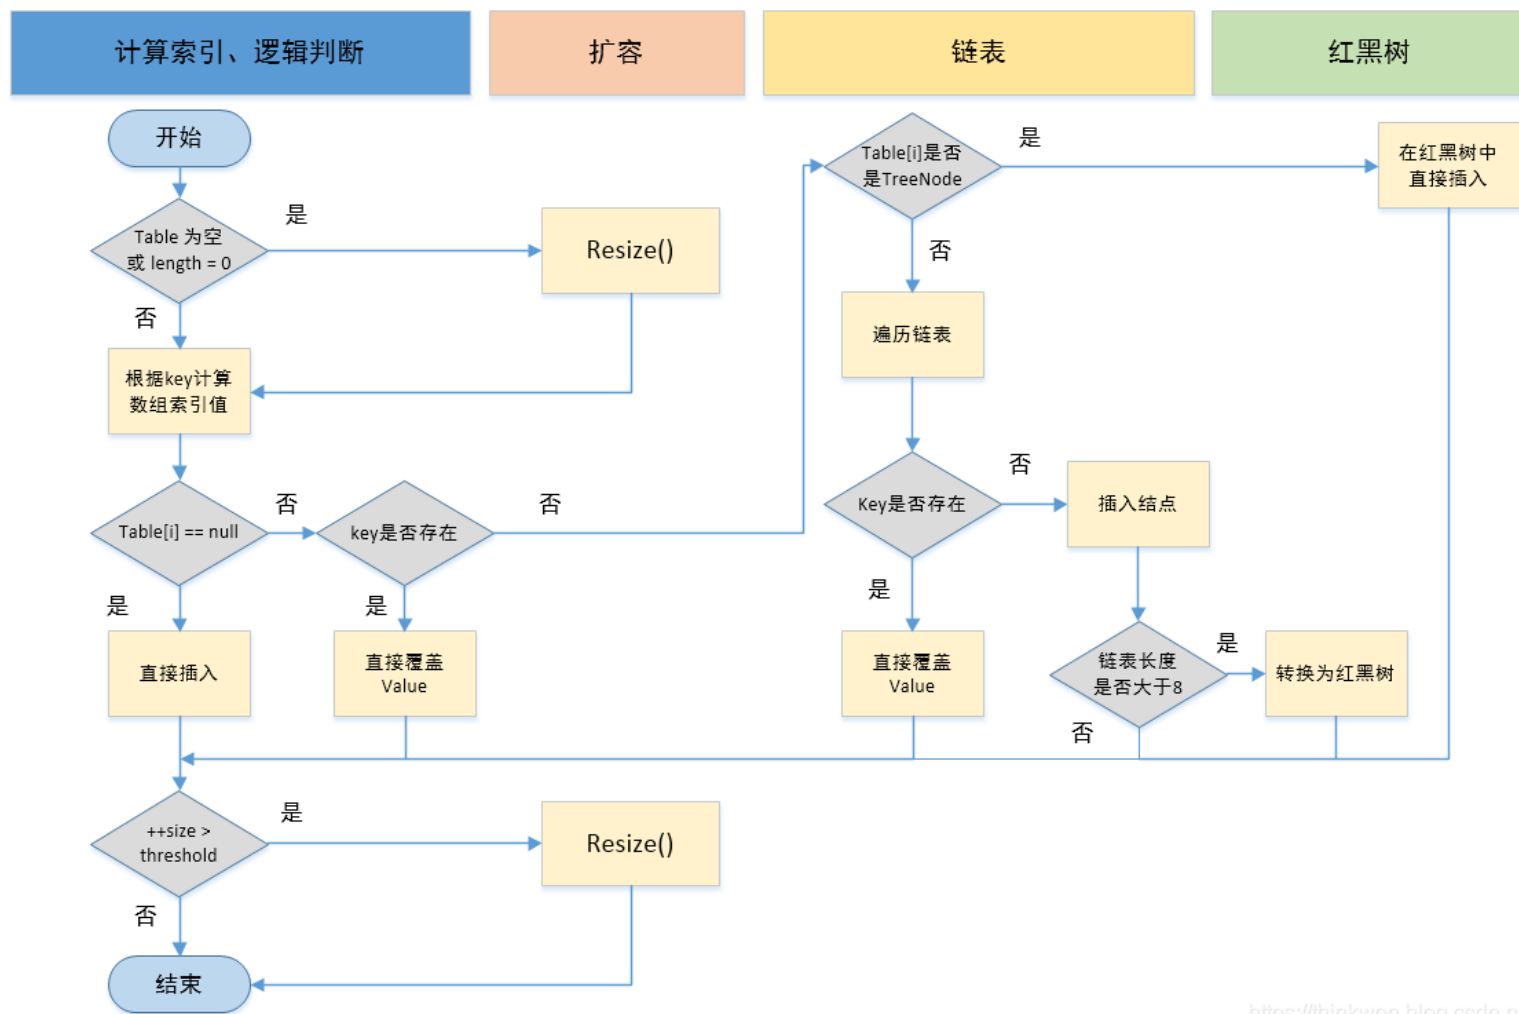 计算索引、逻辑判断
扩容
链表
红黑树
开始
Table 为空
或 length = 0
是
Resize()
否
根据key计算
数组索引值
Table[i] == null
否
key是否存在
否
是
直接插入
是
直接覆盖
Value
Table[i]是否
是TreeNode
是
在红黑树中
直接插入
否
遍历链表
Key是否存在
否
插入结点
是
直接覆盖
Value
链表长度
是否大于8
是
转换为红黑树
否
++size >
threshold
是
Resize()
否
结束